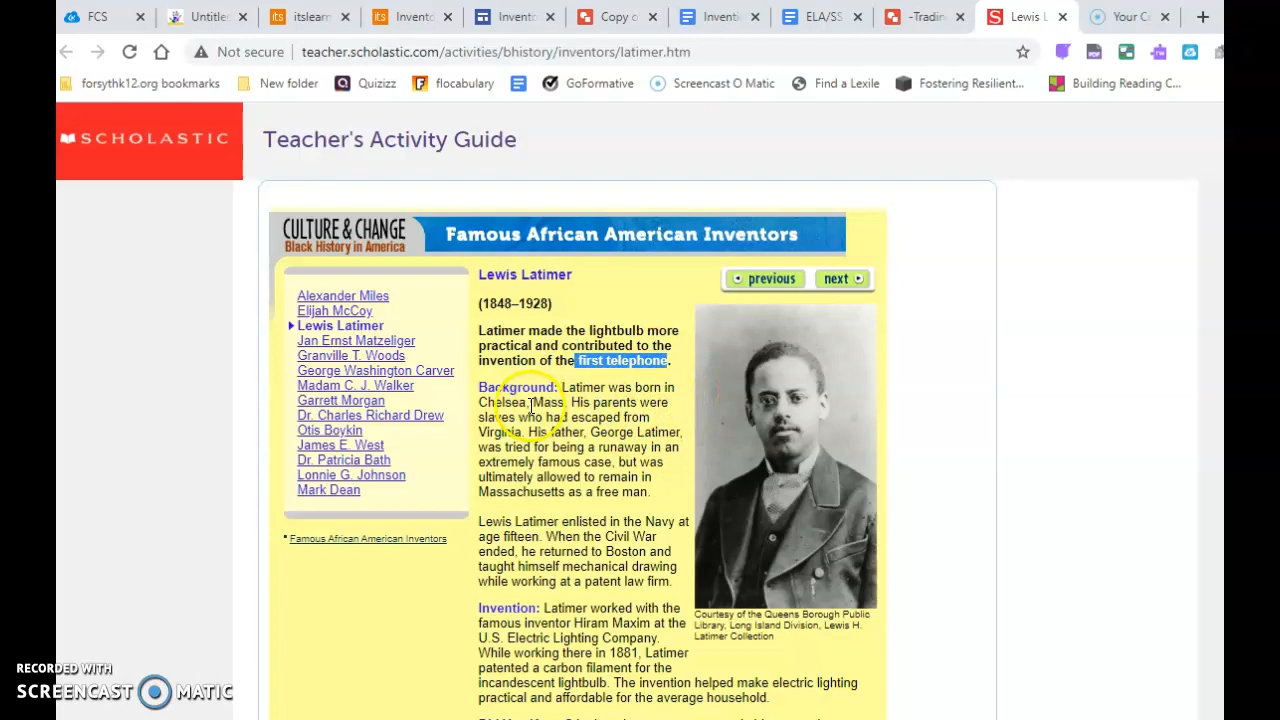 FCS
Untitle
itslearn
Invento
Invento
Copy o
Inventi
ELA/SS
-Tradin
Lewis L
Your Ca
Not secure
teacher.scholastic.com/activities/bhistory/inventors/latimer.htm
forsythk12.org bookmarks
New folder
Quizizz
flocabulary
GoFormative
Screencast O Matic
Find a Lexile
Fostering Resilient...
Building Reading C...
SCHOLASTIC
Teacher's Activity Guide
CULTURE & CHANGE
Black History in America
Famous African American Inventors
Alexander Miles
Elijah McCoy
Lewis Latimer
Jan Ernst Matzeliger
Granville T. Woods
George Washington Carver
Madam C. J. Walker
Garrett Morgan
Dr. Charles Richard Drew
Otis Boykin
James E. West
Dr. Patricia Bath
Lonnie G. Johnson
Mark Dean
Famous African American Inventors
Lewis Latimer
previous
next
(1848–1928)
Latimer made the lightbulb more
practical and contributed to the
invention of the first telephone.
Background: Latimer was born in
Chelsea, Mass. His parents were
slaves who had escaped from
Virginia. His father, George Latimer,
was tried for being a runaway in an
extremely famous case, but was
ultimately allowed to remain in
Massachusetts as a free man.
Lewis Latimer enlisted in the Navy at
age fifteen. When the Civil War
ended, he returned to Boston and
taught himself mechanical drawing
while working at a patent law firm.
Invention: Latimer worked with the
famous inventor Hiram Maxim at the
U.S. Electric Lighting Company.
While working there in 1881, Latimer
patented a carbon filament for the
incandescent lightbulb. The invention helped make electric lighting
practical and affordable for the average household.
Courtesy of the Queens Borough Public
Library, Long Island Division, Lewis H.
Latimer Collection
RECORDED WITH
SCREENCAST MATIC